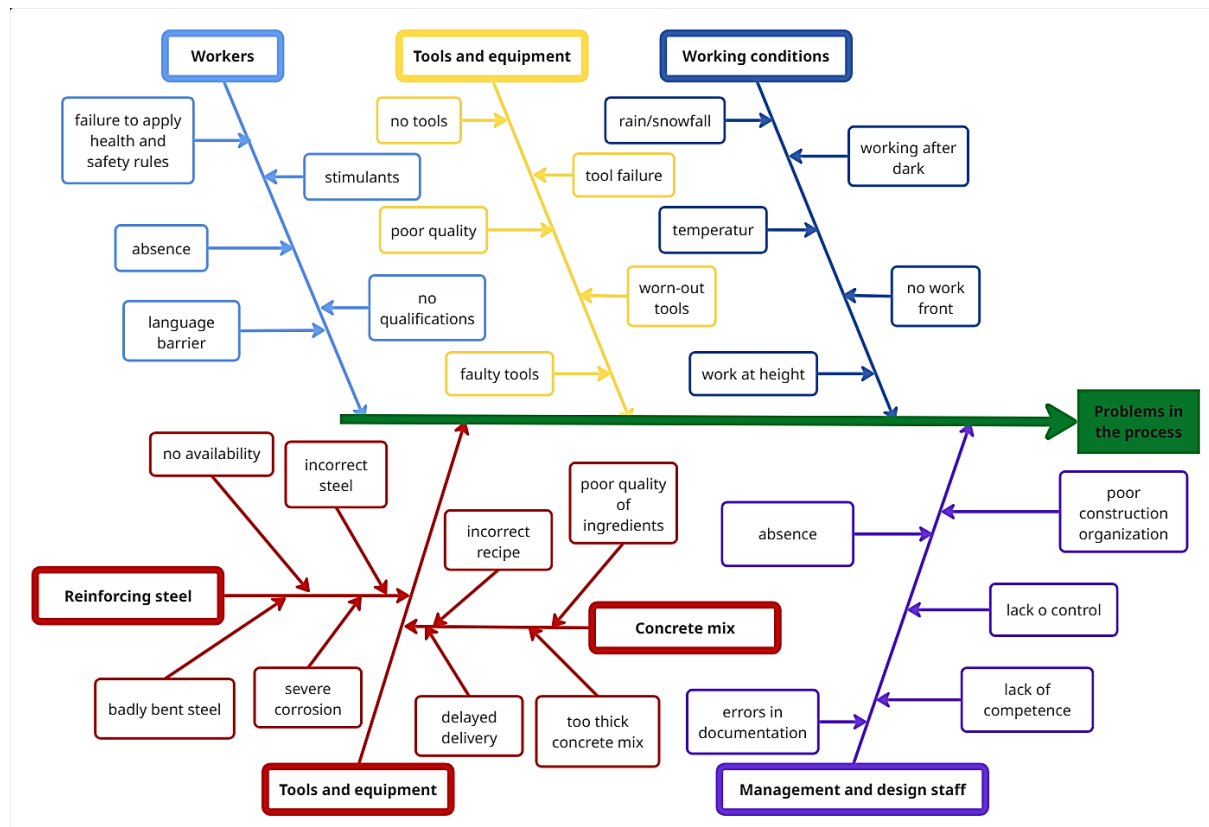 Workers
Tools and equipment
Working conditions
failure to apply
health and
safety rules
stimulants
absence
no
qualifications
language
barrier
no tools
tool failure
poor quality
worn-out
tools
faulty tools
rain/snowfall
working after
dark
temperatur
no work
front
work at height
Problems in
the process
no availability
incorrect
steel
incorrect
recipe
poor quality
of
ingredients
Reinforcing steel
Concrete mix
badly bent steel
severe
corrosion
delayed
delivery
too thick
concrete mix
Tools and equipment
absence
poor
construction
organization
lack o control
lack of
competence
errors in
documentation
Management and design staff